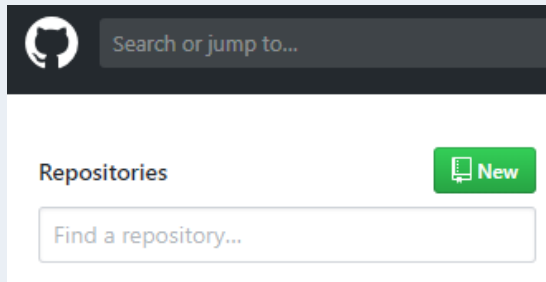 Search or jump to...
Repositories
New
Find a repository...